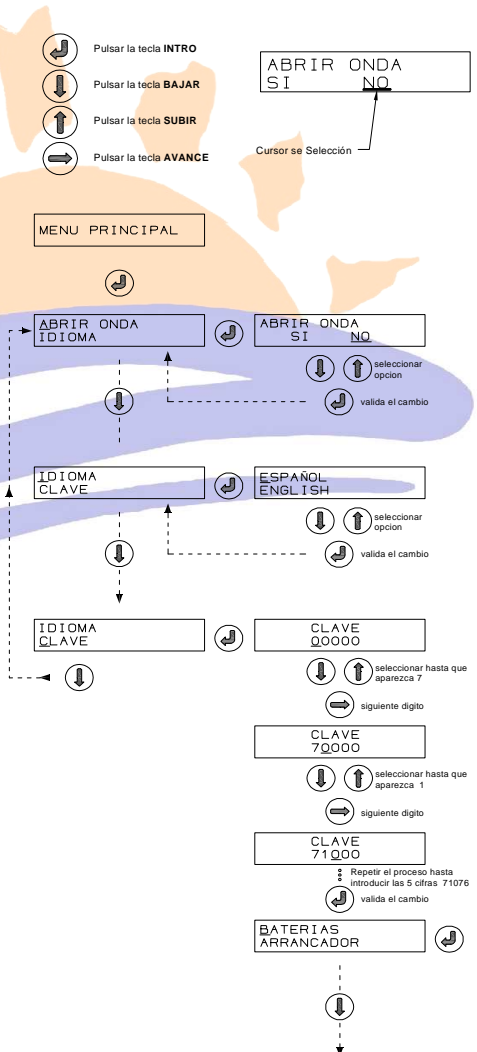 Pulsar la tecla INTRO
Pulsar la tecla BAJAR
Pulsar la tecla SUBIR
Pulsar la tecla AVANCE
ABRIR ONDA
SI NO
Cursor se Selección
MENU PRINCIPAL
ABRIR ONDA
IDIOMA
ABRIR ONDA
SI NO
seleccionar
opcion
valida el cambio
IDIOMA
CLAVE
ESPAÑOL
ENGLISH
seleccionar
opcion
valida el cambio
IDIOMA
CLAVE
CLAVE
00000
seleccionar hasta que
aparezca 7
siguiente digito
CLAVE
70000
seleccionar hasta que
aparezca 1
siguiente digito
CLAVE
71000
Repetir el proceso hasta
introducir las 5 cifras 71076
valida el cambio
BATERIAS
ARRANCADOR